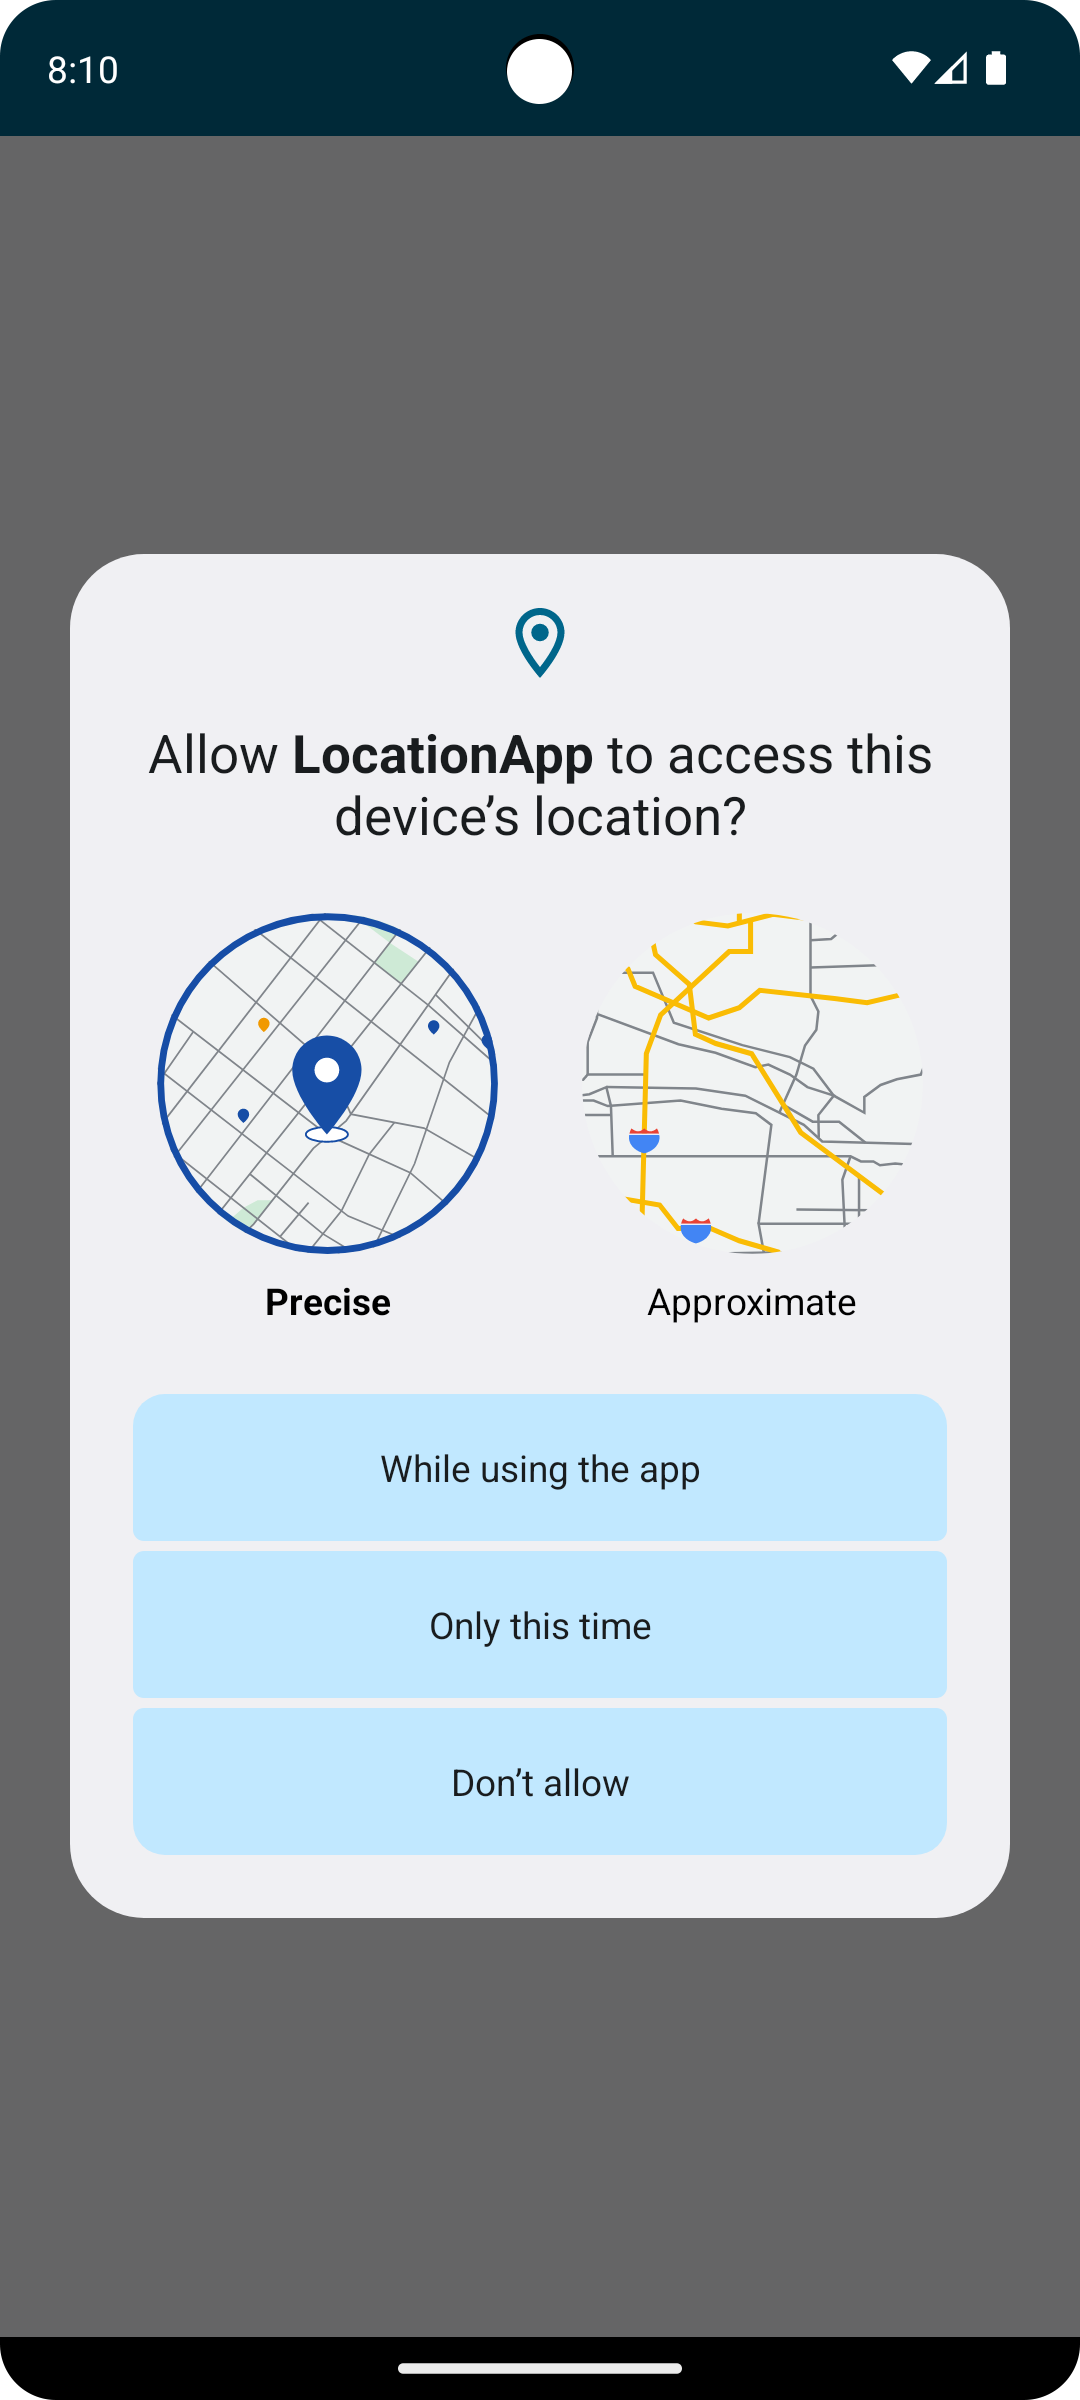 8:10
Allow LocationApp to access this
device’s location?
Precise
Approximate
While using the app
Only this time
Don’t allow